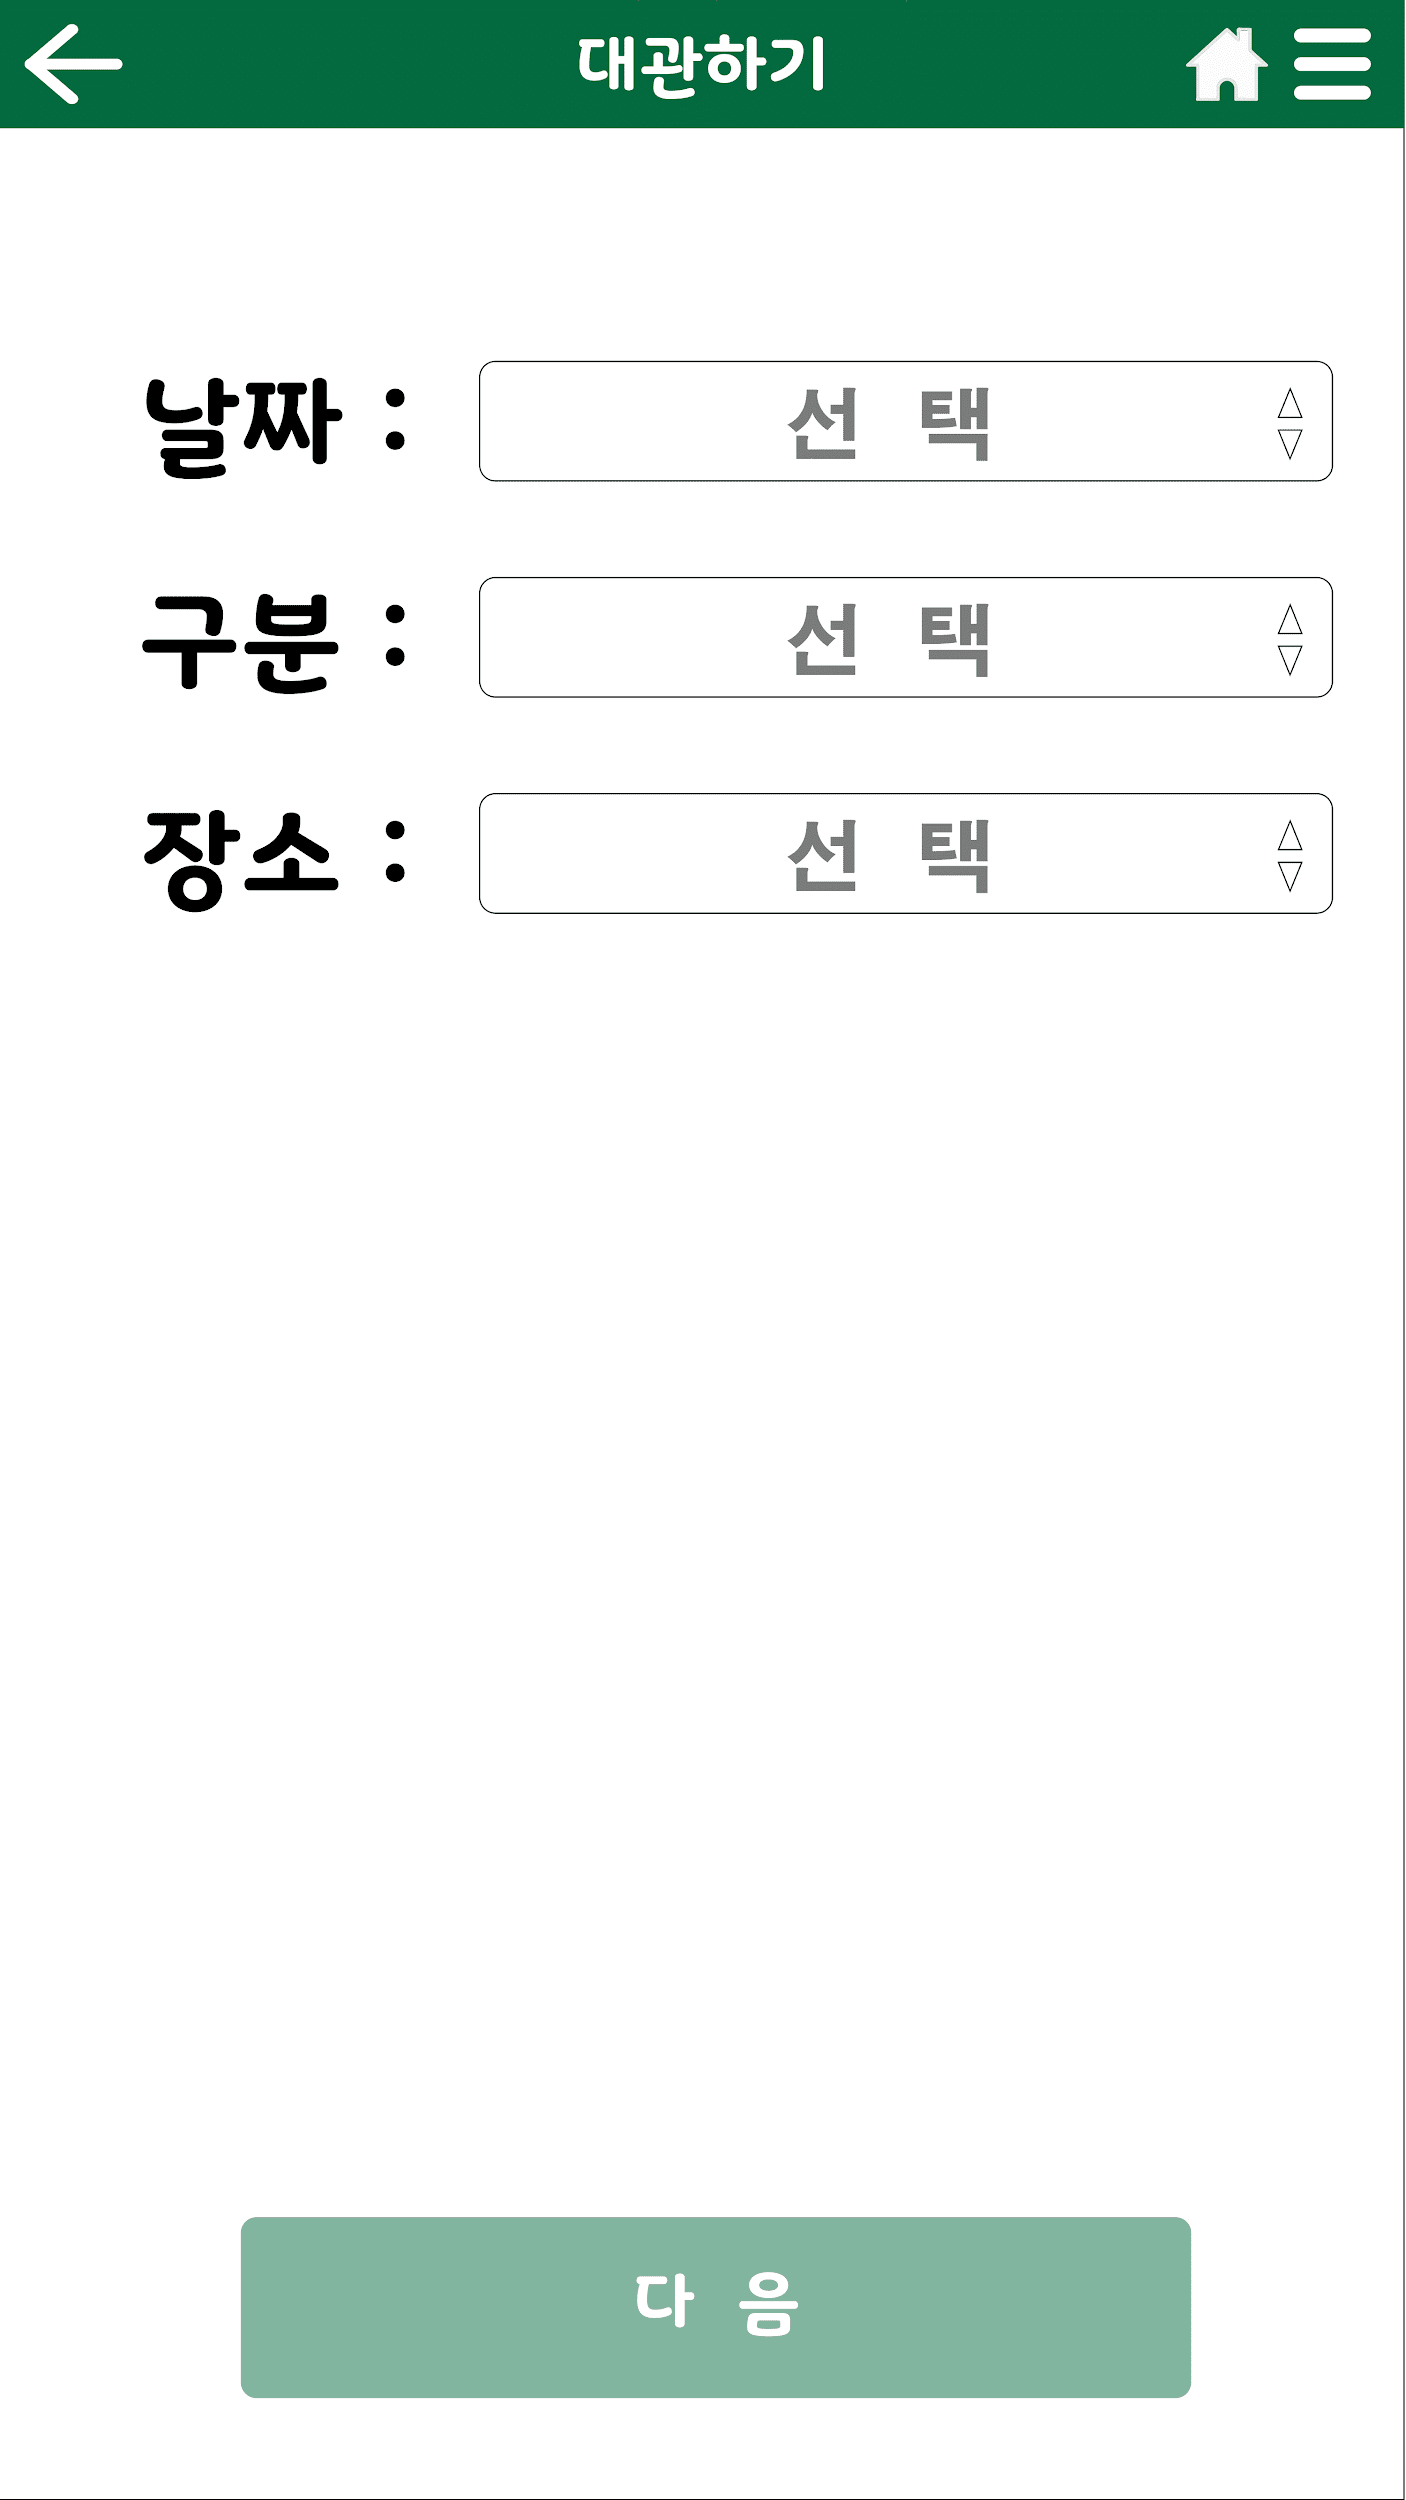 대관하기
날짜 : 선 택
구분 : 선 택
장소 : 선 택
다 음